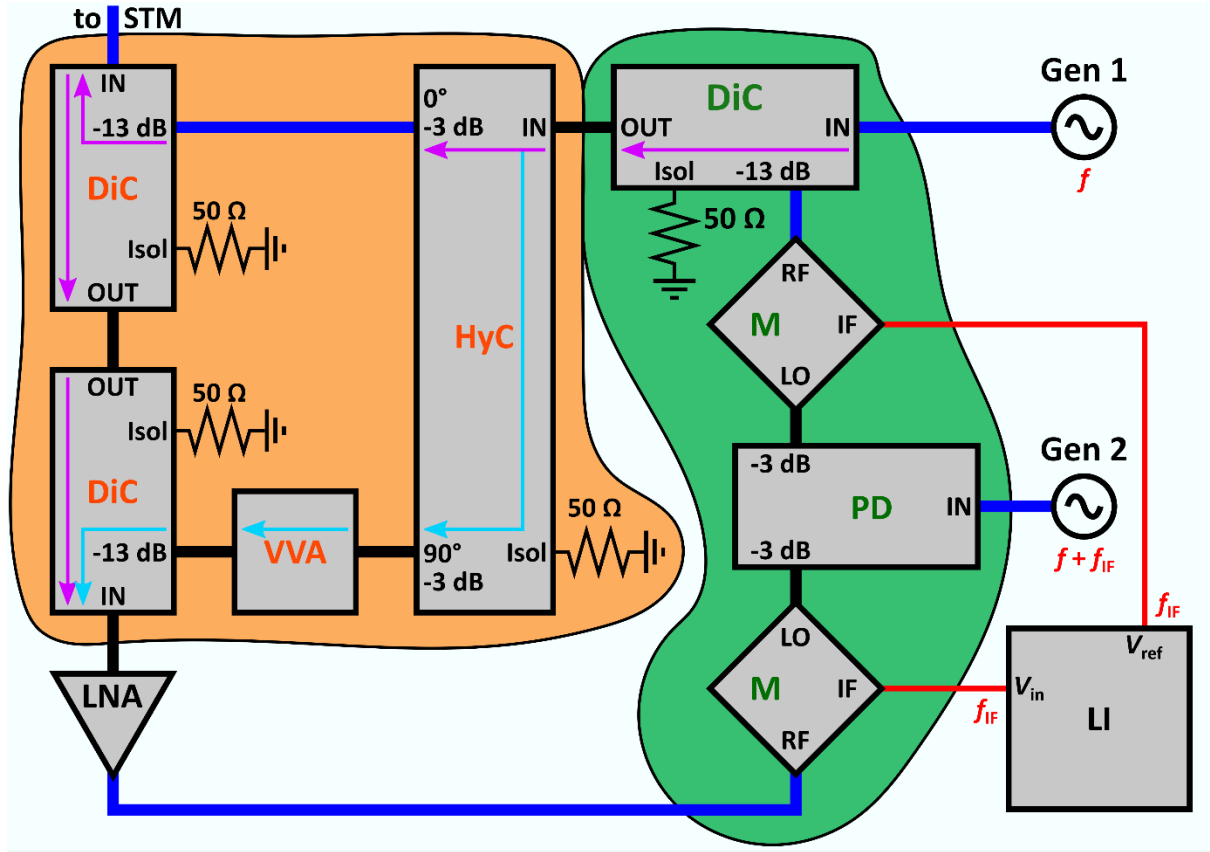 to STM
IN
-13 dB
DiC
50 Ω
Isol
OUT
OUT
50 Ω
Isol
DiC
-13 dB
IN
VVA
0°
-3 dB
IN
HyC
90°
-3 dB
Isol
50 Ω
DiC
OUT
IN
Isol
-13 dB
50 Ω
Gen 1
f
RF
M
IF
LO
-3 dB
PD
IN
-3 dB
Gen 2
f + fIF
LO
M
IF
RF
fIF
Vref
Vin
fIF
LI
LNA